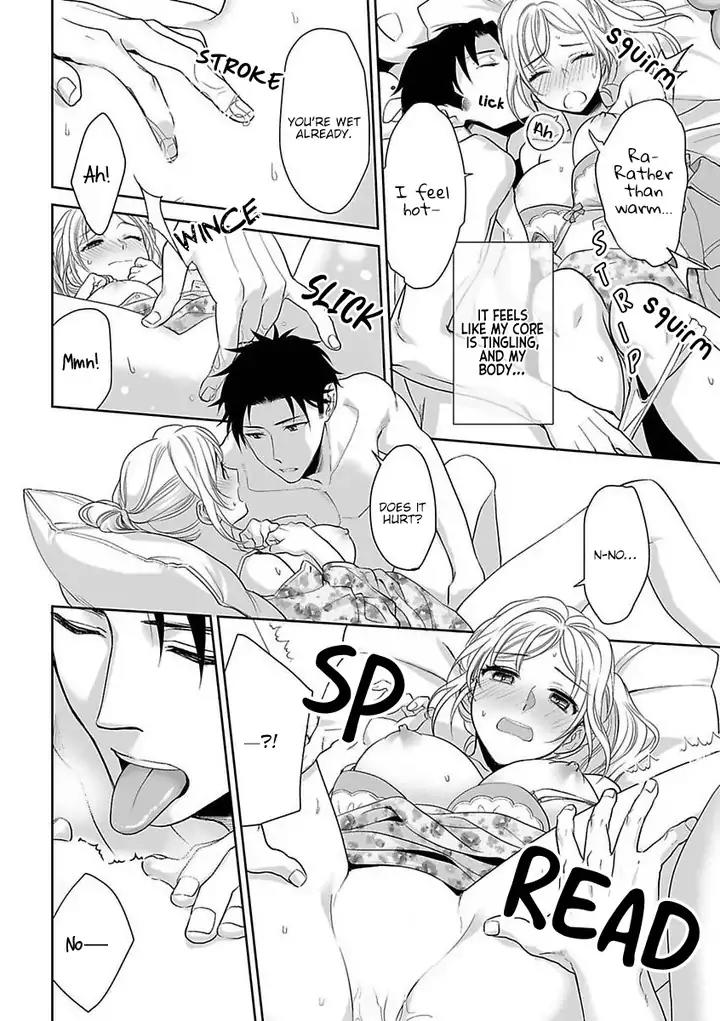 squirm
lick
Ah.
Ra-
Rather
than
warm...
I feel
hot-
STRIP
squirm
IT FEELS
LIKE MY CORE
IS TINGLING,
AND MY
BODY...
STROKE
YOU'RE WET
ALREADY.
Ah!
WINCE
SLICK
Mmn!
DOES IT
HURT?
N-NO...
SP
READ
—?!
No—